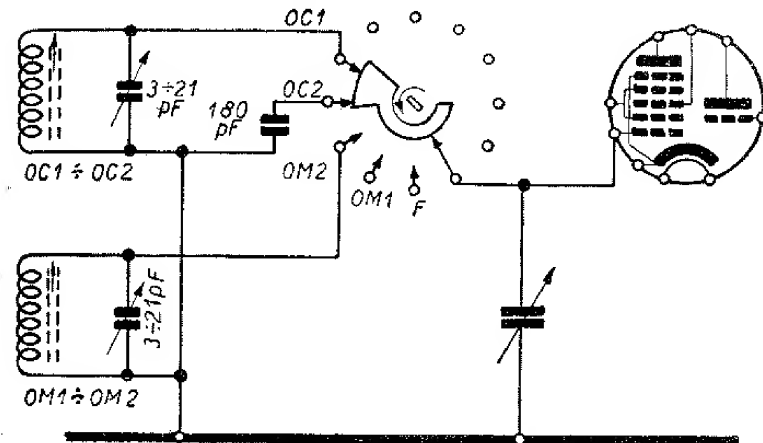 OC1
3÷21
pF
OC2
180
pF
OM2
OC1÷OC2
OM1
F
3÷21pF
OM1÷OM2